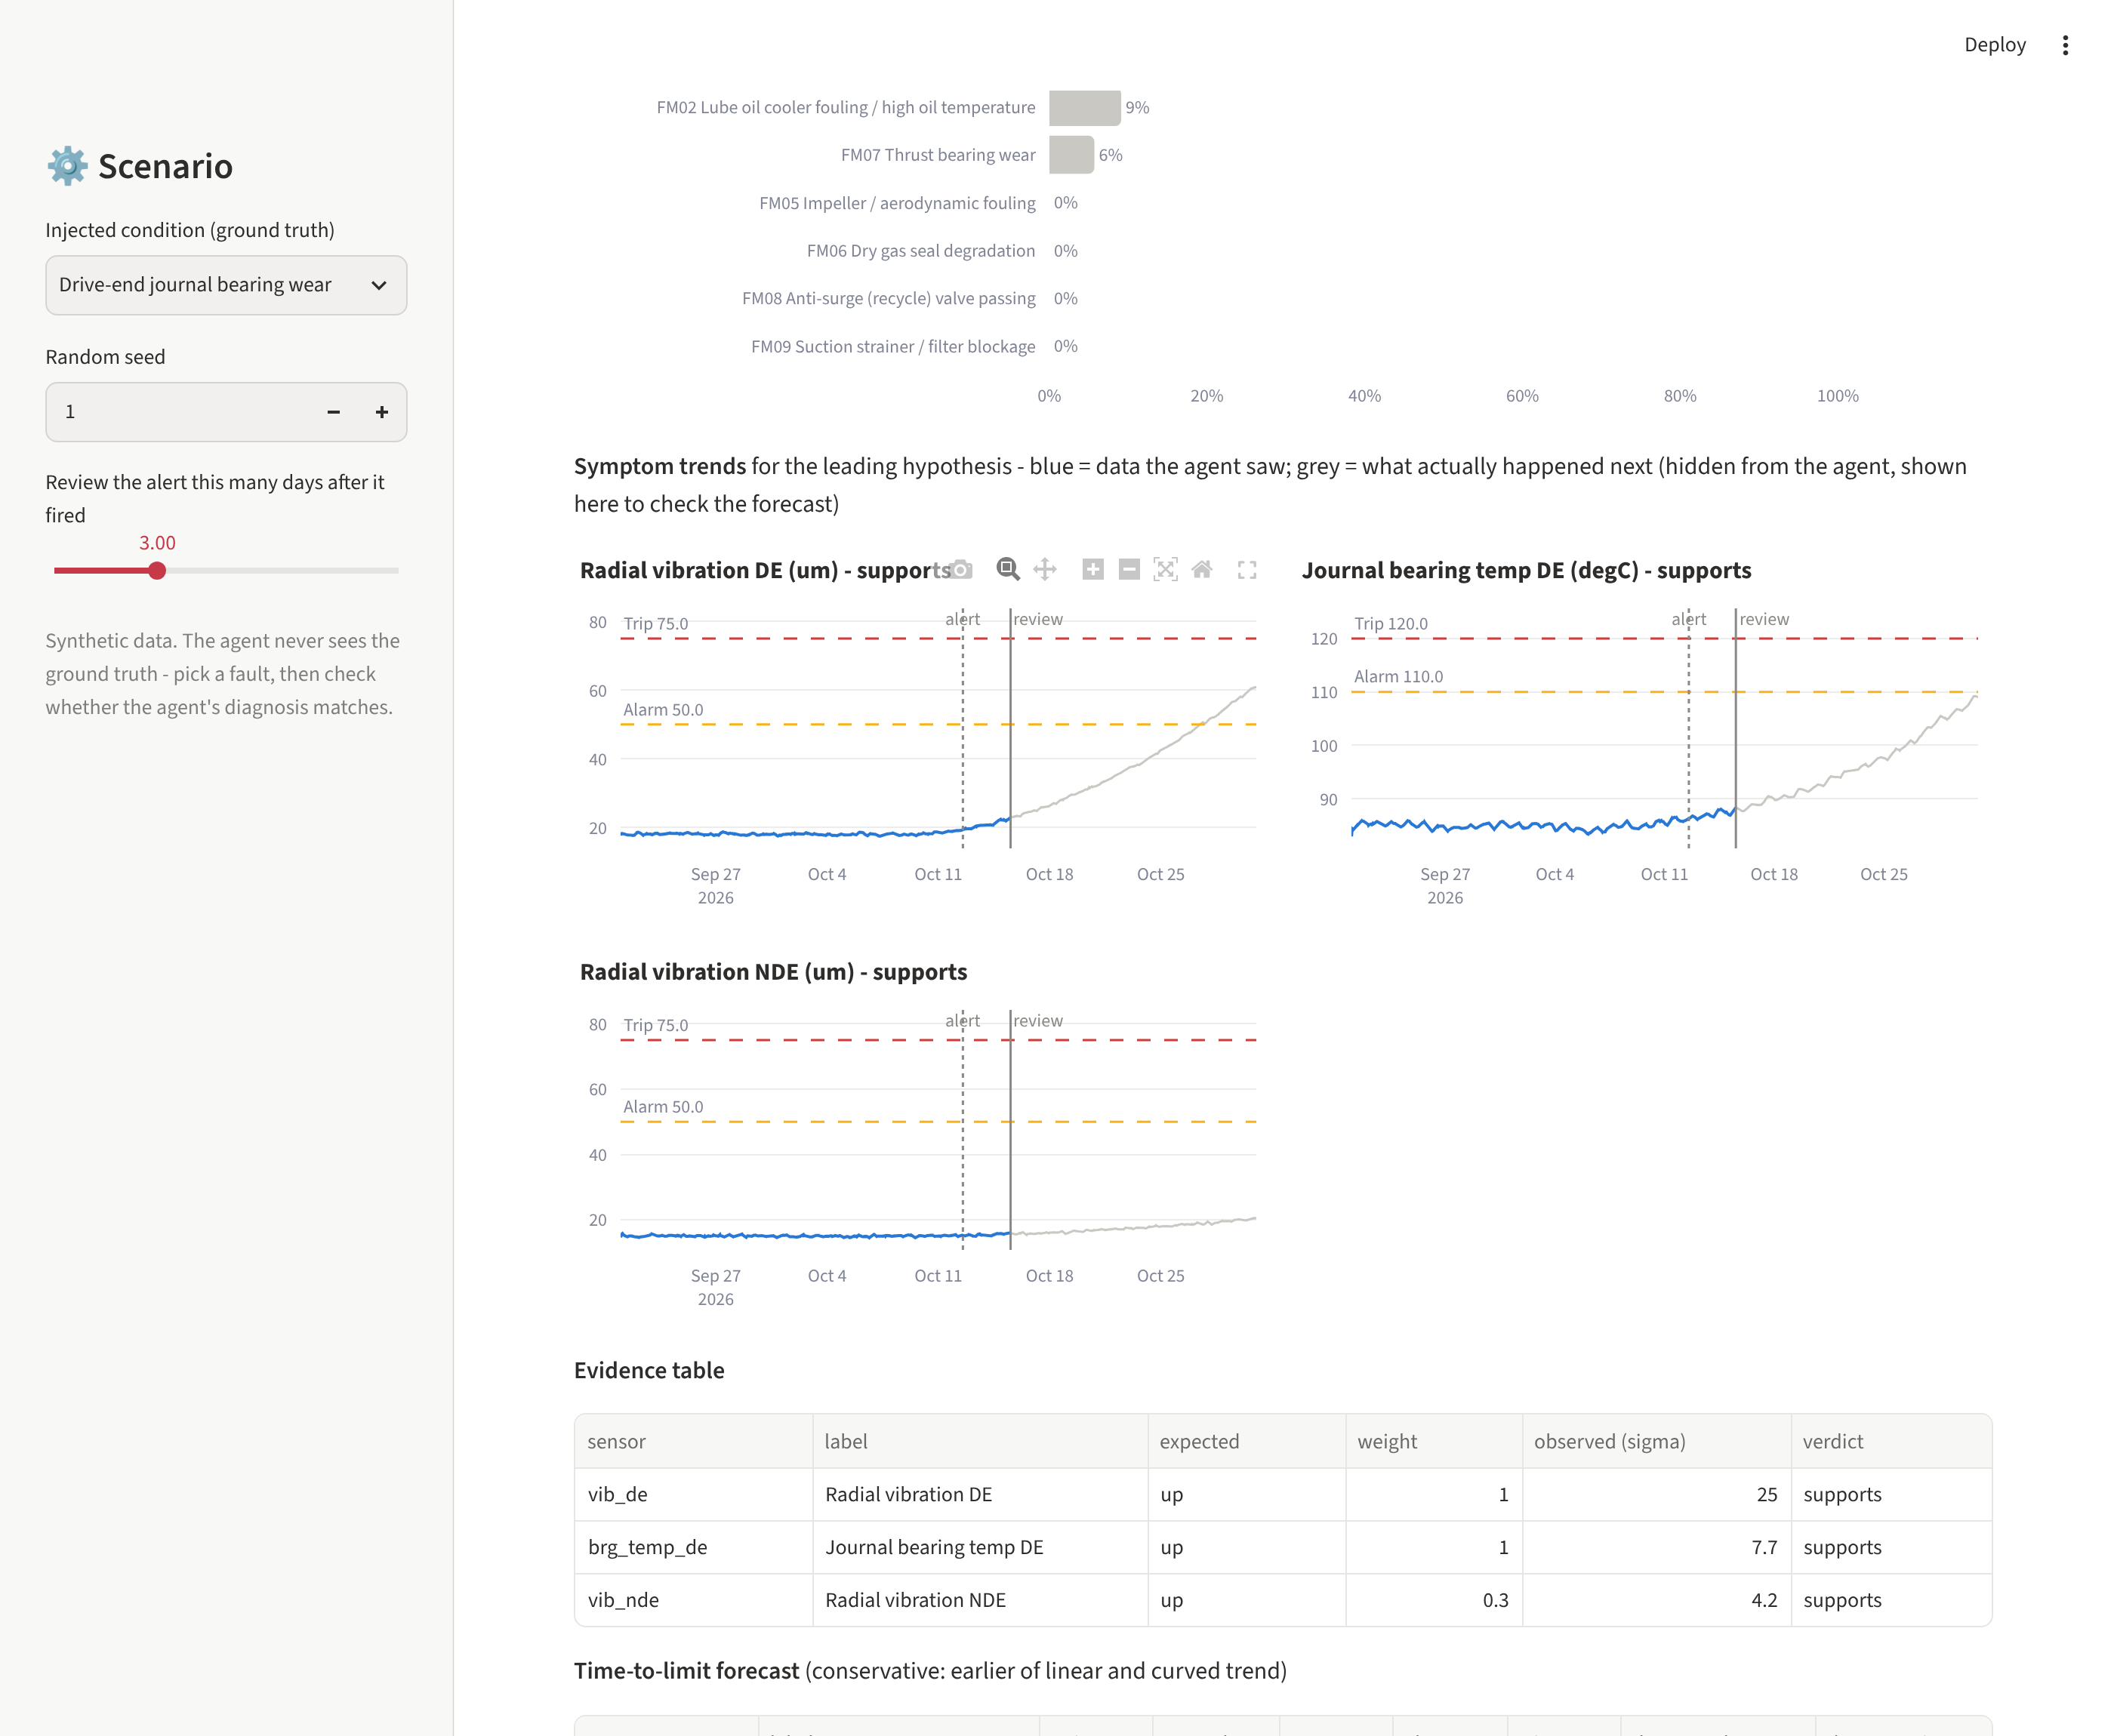 Deploy
⚙️ Scenario
Injected condition (ground truth)
Drive-end journal bearing wear
Random seed
1
Review the alert this many days after it
fired
3.00
Synthetic data. The agent never sees the
ground truth - pick a fault, then check
whether the agent's diagnosis matches.
FM02 Lube oil cooler fouling / high oil temperature 9%
FM07 Thrust bearing wear 6%
FM05 Impeller / aerodynamic fouling 0%
FM06 Dry gas seal degradation 0%
FM08 Anti-surge (recycle) valve passing 0%
FM09 Suction strainer / filter blockage 0%
0% 20% 40% 60% 80% 100%
Symptom trends for the leading hypothesis - blue = data the agent saw; grey = what actually happened next (hidden from the agent, shown
here to check the forecast)
Radial vibration DE (um) - supports
alert review
80 Trip 75.0
60
Alarm 50.0
40
20
Sep 27 Oct 4 Oct 11 Oct 18 Oct 25
2026
Journal bearing temp DE (degC) - supports
alert review
Trip 120.0
120
Alarm 110.0
110
100
90
Sep 27 Oct 4 Oct 11 Oct 18 Oct 25
2026
Radial vibration NDE (um) - supports
alert review
80 Trip 75.0
60
Alarm 50.0
40
20
Sep 27 Oct 4 Oct 11 Oct 18 Oct 25
2026
Evidence table
sensor label expected weight observed (sigma) verdict
vib_de Radial vibration DE up 1 25 supports
brg_temp_de Journal bearing temp DE up 1 7.7 supports
vib_nde Radial vibration NDE up 0.3 4.2 supports
Time-to-limit forecast (conservative: earlier of linear and curved trend)